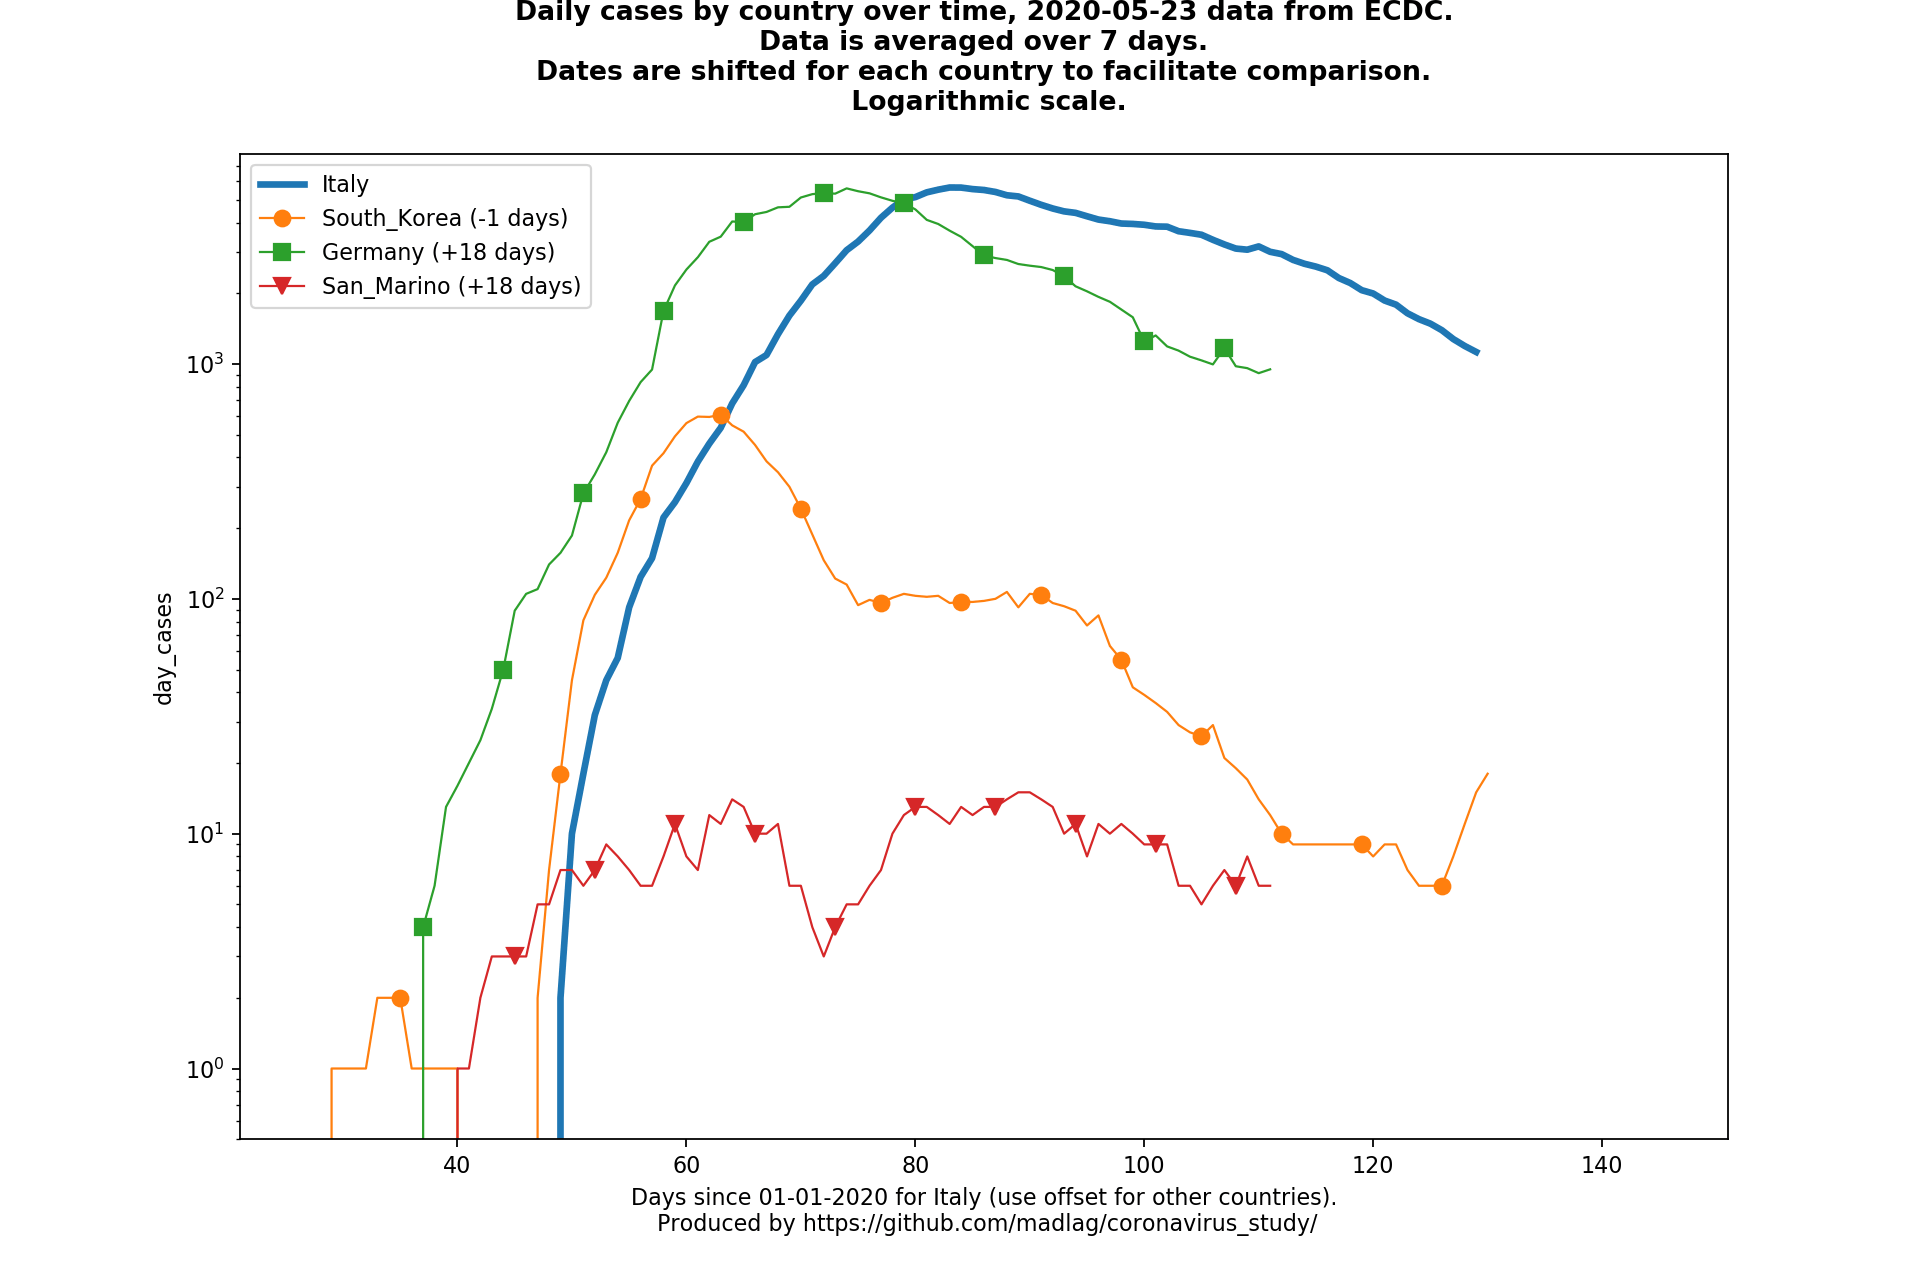 Daily cases by country over time, 2020-05-23 data from ECDC.
Data is averaged over 7 days.
Dates are shifted for each country to facilitate comparison.
Logarithmic scale.
Italy
South_Korea (-1 days)
Germany (+18 days)
San_Marino (+18 days)
day_cases
10³
10²
10¹
10⁰
40 60 80 100 120 140
Days since 01-01-2020 for Italy (use offset for other countries).
Produced by https://github.com/madlag/coronavirus_study/